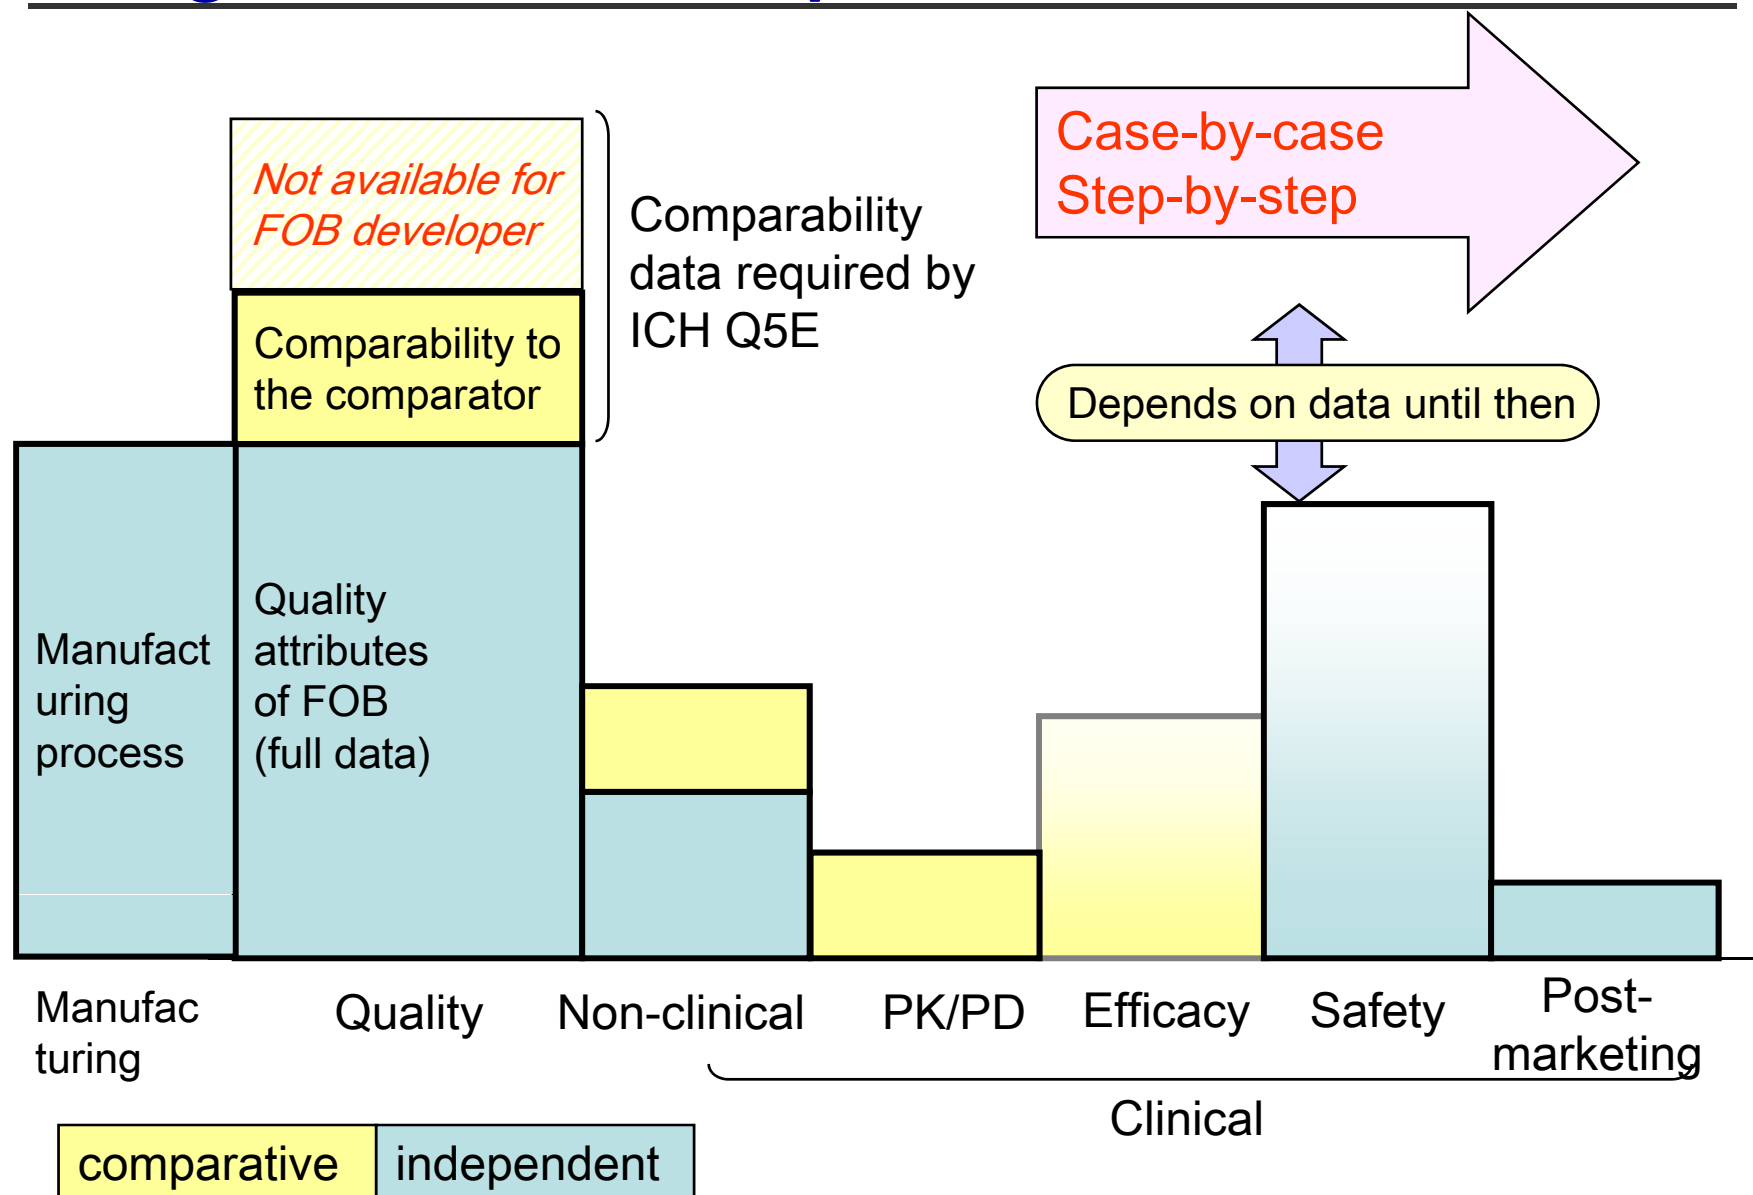 Not available for
FOB developer
Comparability to
the comparator
Comparability
data required by
ICH Q5E
Case-by-case
Step-by-step
Depends on data until then
Manufact
uring
process
Quality
attributes
of FOB
(full data)
Manufac
turing
Quality
Non-clinical
PK/PD
Efficacy
Safety
Post-
marketing
Clinical
comparative
independent